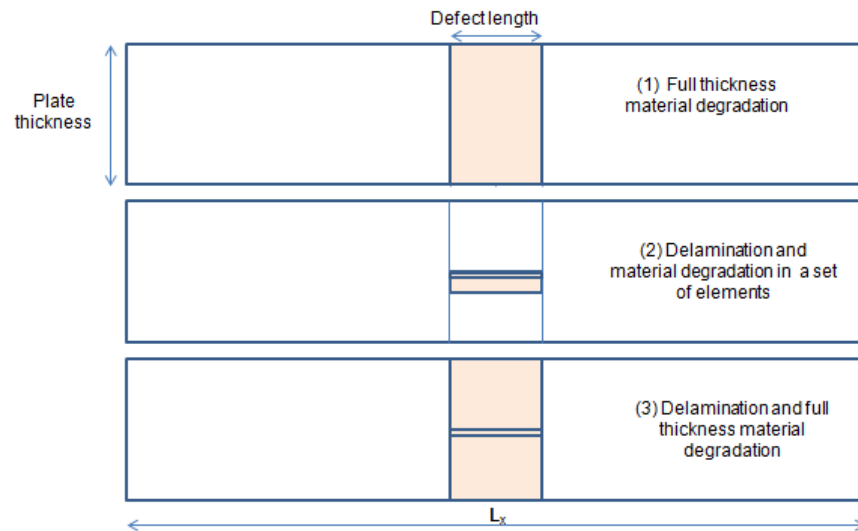 Defect length
Plate
thickness
(1) Full thickness
material degradation
(2) Delamination and
material degradation in a set
of elements
(3) Delamination and full
thickness material
degradation
Lx